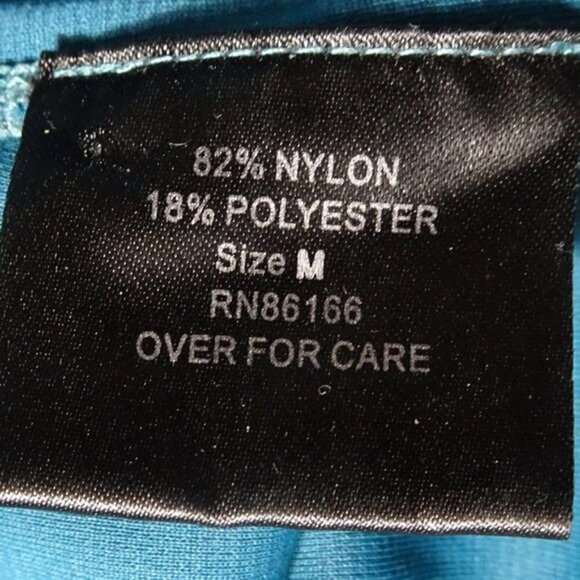 82% NYLON
18% POLYESTER
Size M
RN86166
OVER FOR CARE